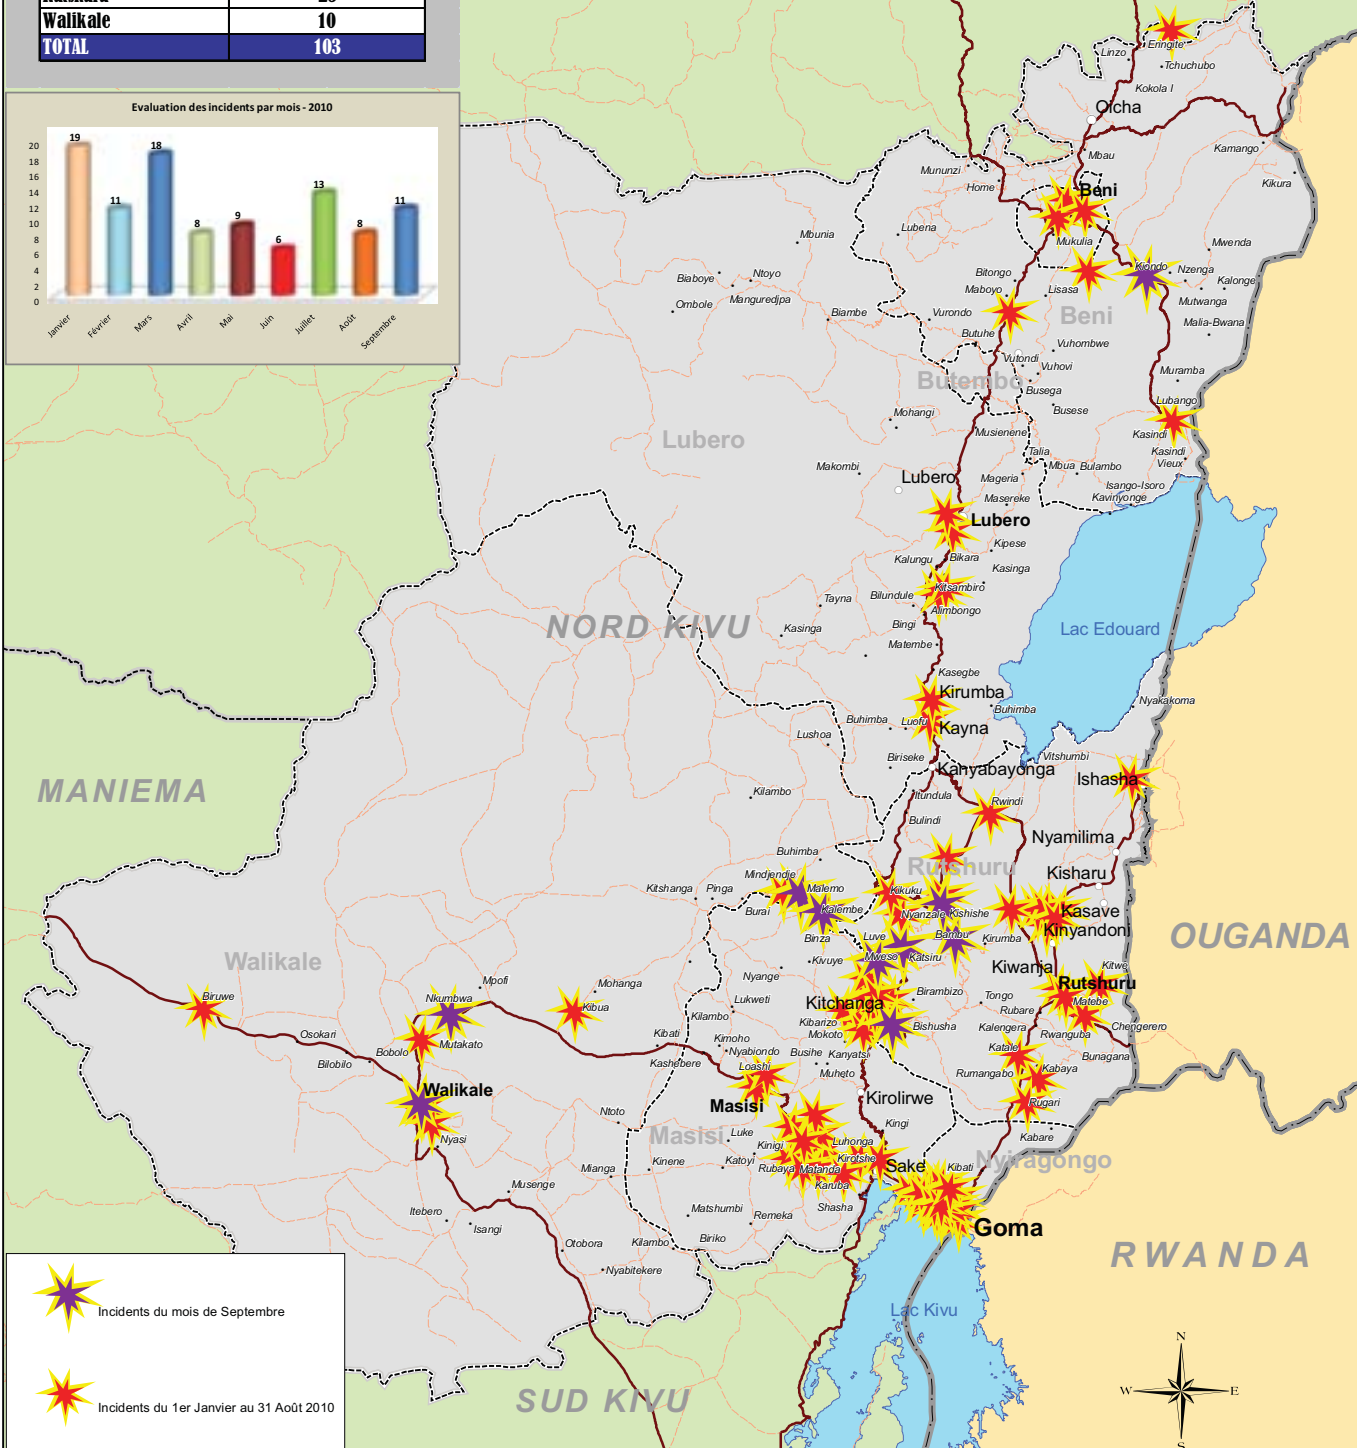 Walikale 10
TOTAL 103
Evaluation des incidents par mois - 2010
20
18
16
14
12
10
8
6
4
2
0
19
11
18
8
9
6
13
8
11
Janvier
Février
Mars
Avril
Mai
Juin
Juillet
Août
Septembre
Eringite
Linzo
Tchuchubo
Kokola I
Oicha
Mbau
Kamango
Kikura
Mununzi
Home
Beni
Lubena
Mukulia
Mbunia
Mwenda
Bitongo
Kiondo
Nzenga
Biaboye
Ntoyo
Maboyo
Lisasa
Kalonge
Manguredjpa
Ombole
Mutwanga
Biambe
Vurondo
Beni
Malia-Bwana
Butuhe
Vuhombwe
Vutondi
Vuhovi
Butembo
Muramba
Busega
Lubango
Busese
Mohangi
Musienene
Kasindi
Lubero
Talia
Kasindi
Vieux
Makombi
Mbua
Bulambo
Lubero
Mageria
Isango-Isoro
Masereke
Kavinyonge
Lubero
Kipese
Kalungu
Bikara
Kasinga
Kitsambiro
Tayna
Bilundule
Alimbongo
NORD KIVU
Kasinga
Bingi
Lac Edouard
Matembe
Kasegbe
Kirumba
Nyakakoma
Buhimba
Buhimba
Luofu
Kayna
Lushoa
Biriseke
Vitshumbi
Kanyabayonga
Ishasha
MANIEMA
Kilambo
Itundula
Rwindi
Bulindi
Nyamilima
Buhimba
Rutshuru
Mindjendje
Kisharu
Kitshanga
Pinga
Malemo
Kikuku
Burai
Kalembe
Nyanzale
Kishishe
Kasave
Binza
Luve
Bambu
Kirumba
Kinyandoni
OUGANDA
Walikale
Kivuye
Mweso
Katsiru
Nyange
Kiwanja
Kitwe
Mpofi
Mohanga
Rutshuru
Biruwe
Nkumbwa
Lukweti
Kitchanga
Birambizo
Tongo
Matebe
Kibua
Kilambo
Rubare
Kibarizo
Bishusha
Kalengera
Chengerero
Osokari
Mutakato
Kibati
Kimoho
Mokoto
Rwanguba
Bobolo
Nyabiondo
Busihe
Kanyatsi
Katale
Bunagana
Bilobilo
Kashebere
Loashi
Muheto
Rumangabo
Kabaya
Walikale
Masisi
Kirolirwe
Rugari
Ntoto
Kingi
Masisi
Luke
Kabare
Nyasi
Kinigi
Luhonga
Kinene
Katoyi
Kirotshe
Nyiragongo
Mianga
Rubaya
Matanda
Sake
Kibati
Musenge
Karuba
Itebero
Matshumbi
Remeka
Shasha
Isangi
Goma
Otobora
Kilambo
Biriko
RWANDA
Nyabitekere
Lac Kivu
SUD KIVU
Incidents du mois de Septembre
Incidents du 1er Janvier au 31 Août 2010
N
W
E
S